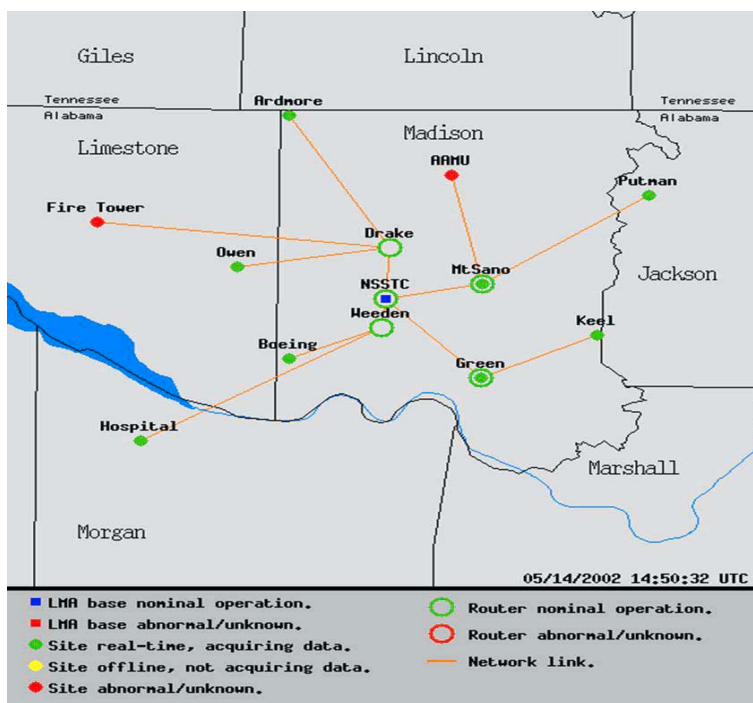 Giles
Lincoln
Tennessee
Alabama
Ardmore
Tennessee
Alabama
Limestone
Madison
AAMU
Putman
Fire Tower
Drake
Owen
MtSano
Jackson
NSSTC
Weeden
Keel
Boeing
Green
Hospital
Marshall
Morgan
05/14/2002 14:50:32 UTC
LMA base nominal operation.
LMA base abnormal/unknown.
Site real-time, acquiring data.
Site offline, not acquiring data.
Site abnormal/unknown.
Router nominal operation.
Router abnormal/unknown.
Network link.